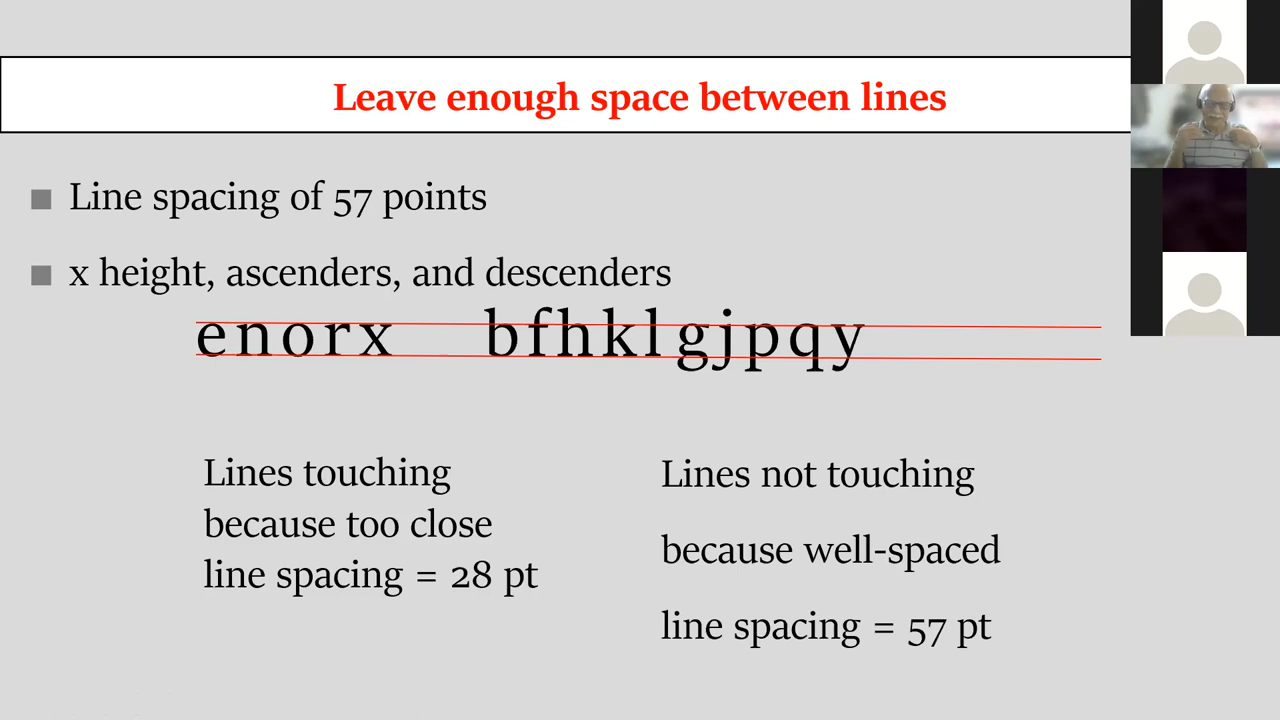 Leave enough space between lines
Line spacing of 57 points
x height, ascenders, and descenders
enorx bfhklgjpqy
Lines touching
because too close
line spacing = 28 pt
Lines not touching
because well-spaced
line spacing = 57 pt